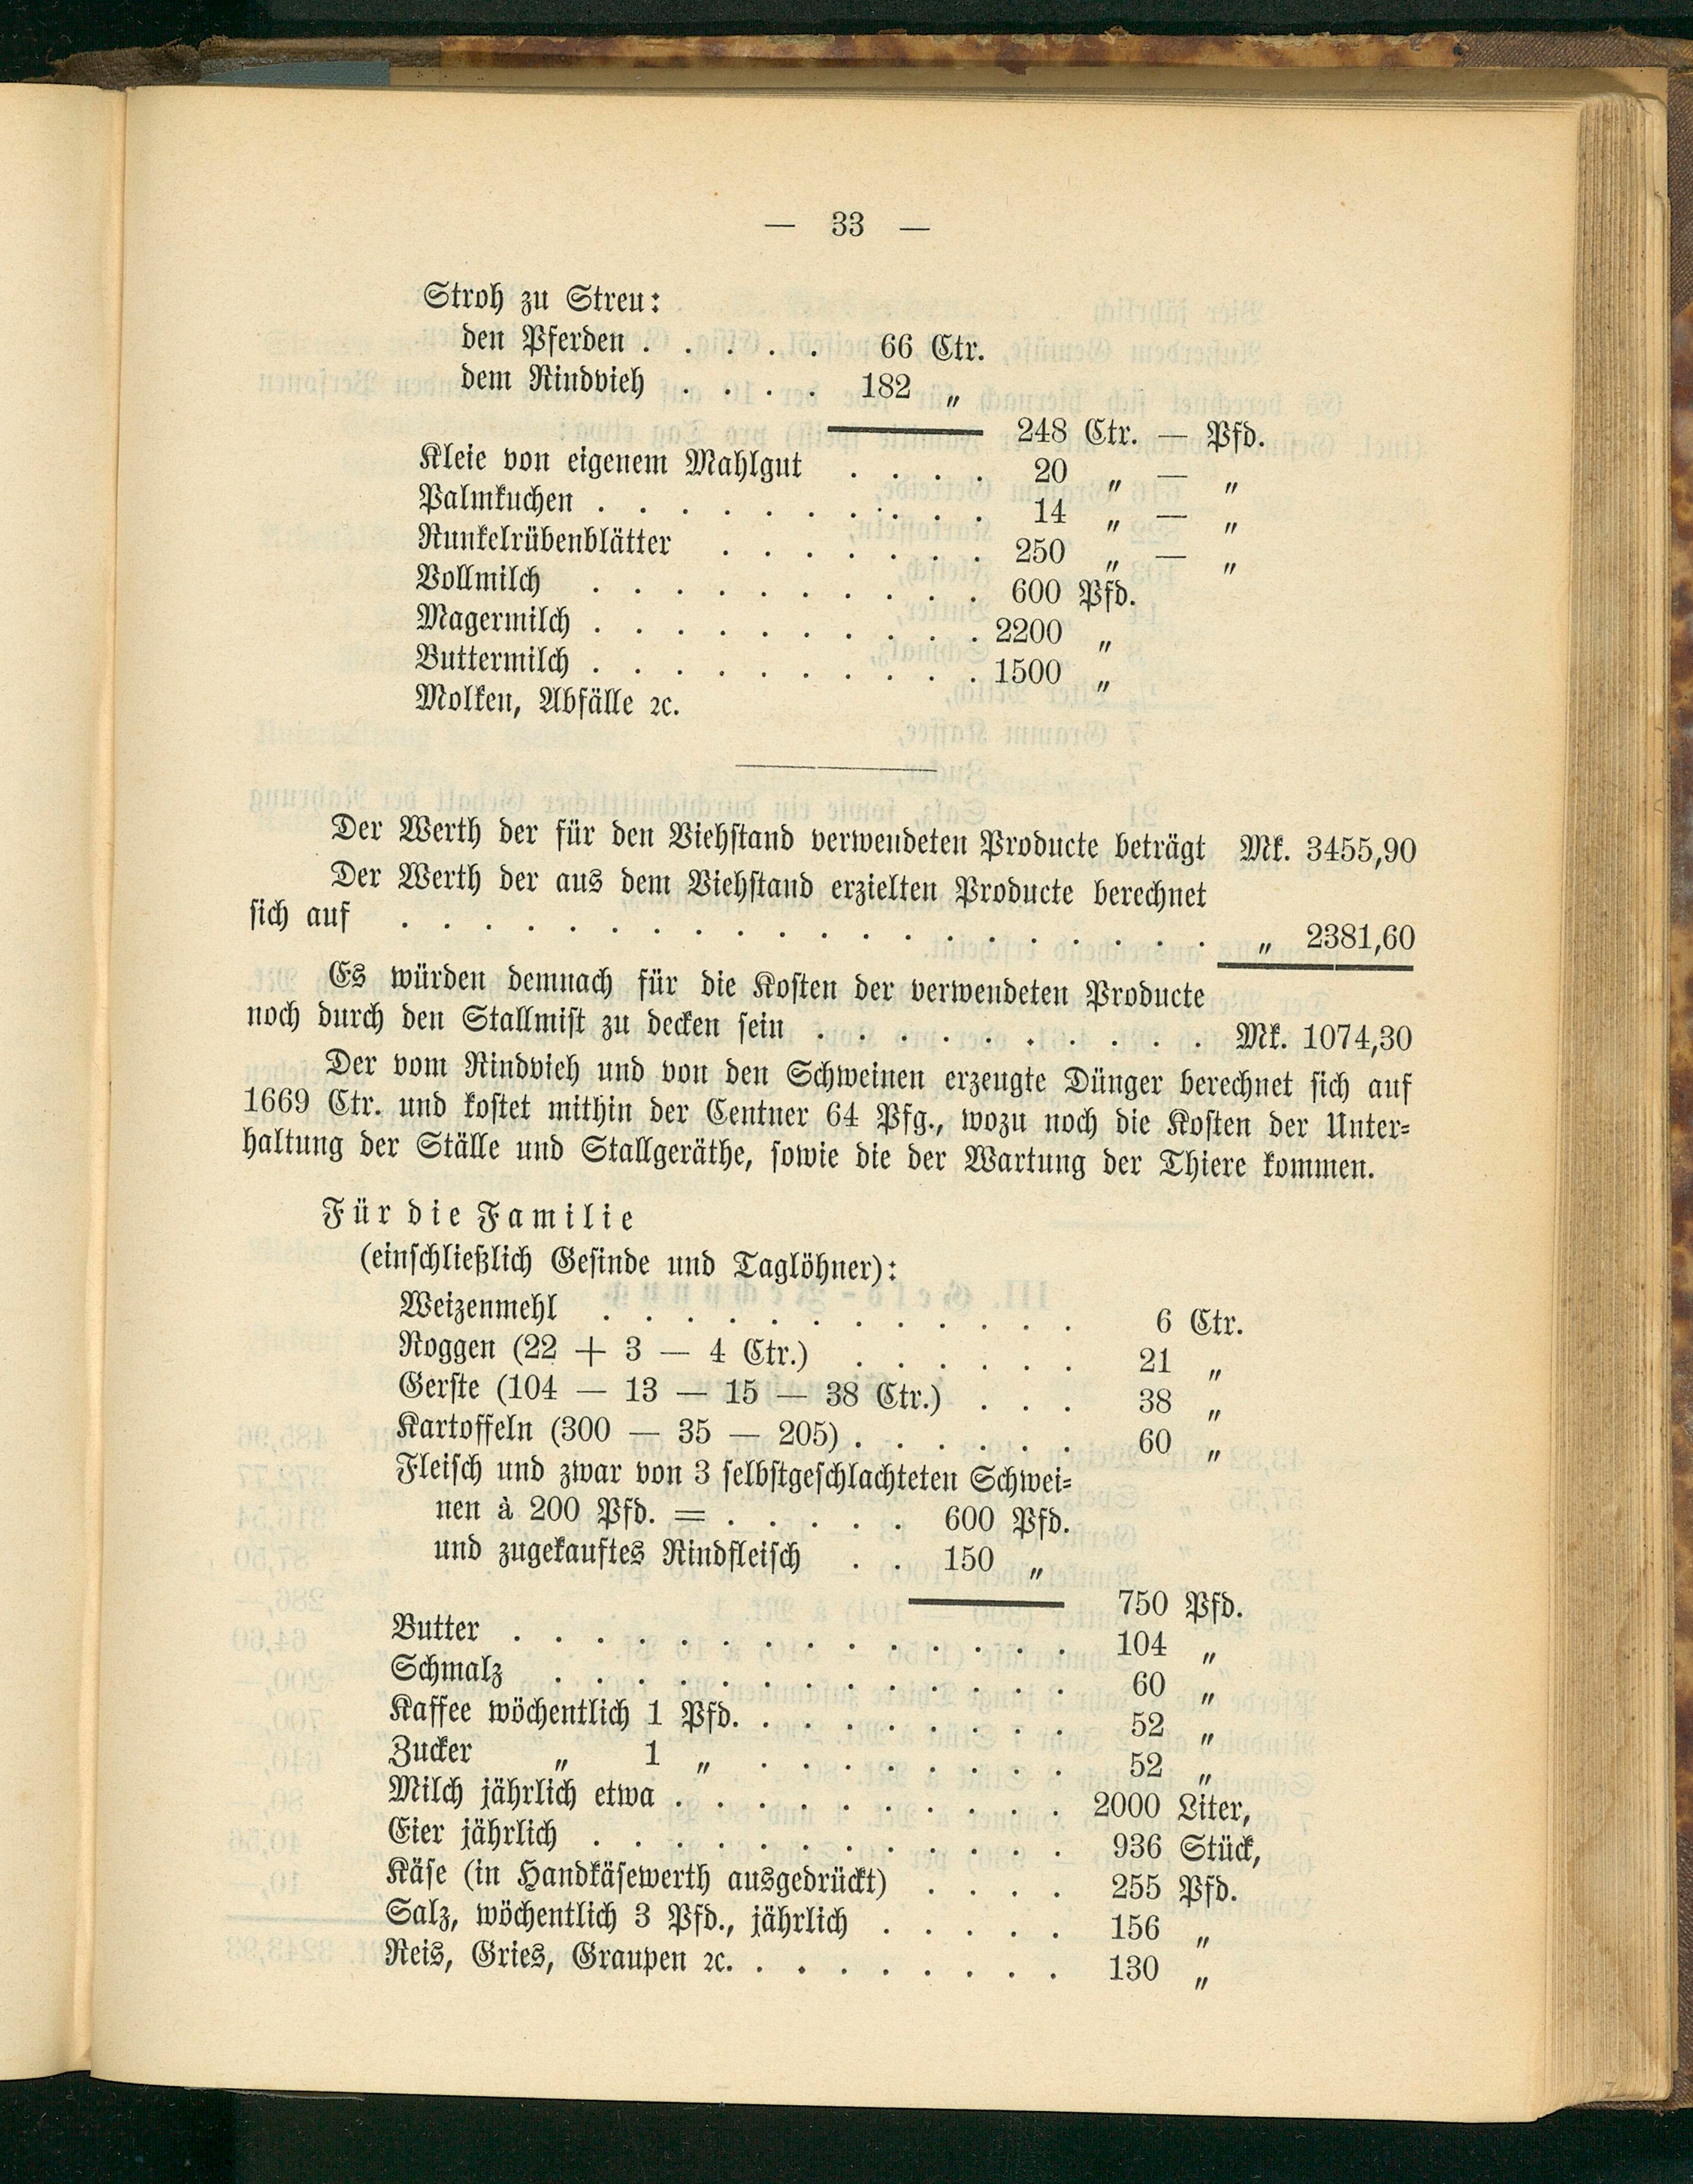 — 33 —
Stroh zu Streu:
den Pferden . . . . . 66 Ctr.
dem Rindvieh . . . . 182 „
248 Ctr. — Pfd.
Kleie von eigenem Mahlgut . . . . 20 „ — „
Palmkuchen . . . . . . . . . . 14 „ — „
Runkelrübenblätter . . . . . . . 250 „ — „
Vollmilch . . . . . . . . . . 600 Pfd.
Magermilch . . . . . . . . . . 2200 „
Buttermilch . . . . . . . . . . 1500 „
Molken, Abfälle ꝛc.
Der Werth der für den Viehstand verwendeten Producte beträgt Mk. 3455,90
Der Werth der aus dem Viehstand erzielten Producte berechnet
sich auf . . . . . . . . . . . . . . . . . . . . „ 2381,60
Es würden demnach für die Kosten der verwendeten Producte
noch durch den Stallmist zu decken sein . . . . . . . . . . Mk. 1074,30
Der vom Rindvieh und von den Schweinen erzeugte Dünger berechnet sich auf
1669 Ctr. und kostet mithin der Centner 64 Pfg., wozu noch die Kosten der Unter-
haltung der Ställe und Stallgeräthe, sowie die der Wartung der Thiere kommen.
Für die Familie
(einschließlich Gesinde und Taglöhner):
Weizenmehl . . . . . . . . . . . . 6 Ctr.
Roggen (22 + 3 — 4 Ctr.) . . . . . . 21 „
Gerste (104 — 13 — 15 — 38 Ctr.) . . . 38 „
Kartoffeln (300 — 35 — 205) . . . . . . 60 „
Fleisch und zwar von 3 selbstgeschlachteten Schwei-
nen à 200 Pfd. = . . . . . 600 Pfd.
und zugekauftes Rindfleisch . . 150 „
750 Pfd.
Butter . . . . . . . . . . . . . . 104 „
Schmalz . . . . . . . . . . . . . 60 „
Kaffee wöchentlich 1 Pfd. . . . . . . . . 52 „
Zucker „ 1 „ . . . . . . . . 52 „
Milch jährlich etwa . . . . . . . . . . 2000 Liter,
Eier jährlich . . . . . . . . . . . . 936 Stück,
Käse (in Handkäsewerth ausgedrückt) . . . . 255 Pfd.
Salz, wöchentlich 3 Pfd., jährlich . . . . . 156 „
Reis, Gries, Graupen ꝛc. . . . . . . . . 130 „